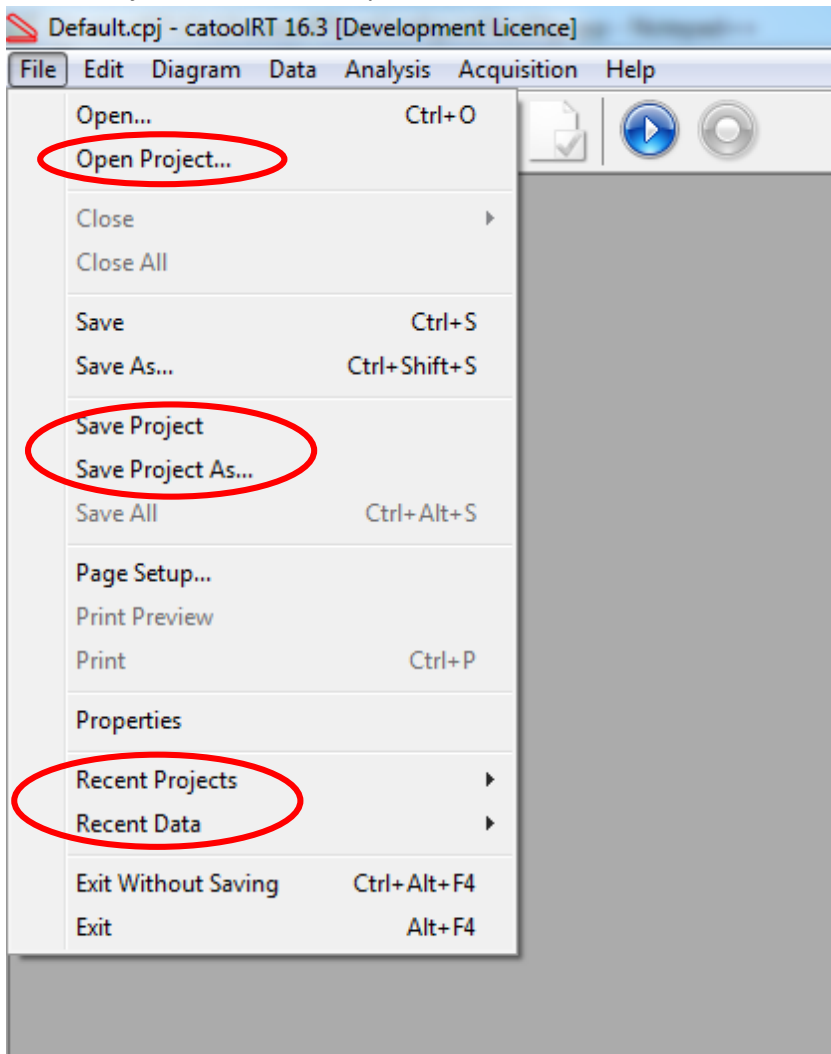 Default.cpj - catoolRT 16.3 [Development Licence]
File Edit Diagram Data Analysis Acquisition Help
Open... Ctrl+O
Open Project...
Close
Close All
Save Ctrl+S
Save As... Ctrl+Shift+S
Save Project
Save Project As...
Save All Ctrl+Alt+S
Page Setup...
Print Preview
Print Ctrl+P
Properties
Recent Projects
Recent Data
Exit Without Saving Ctrl+Alt+F4
Exit Alt+F4